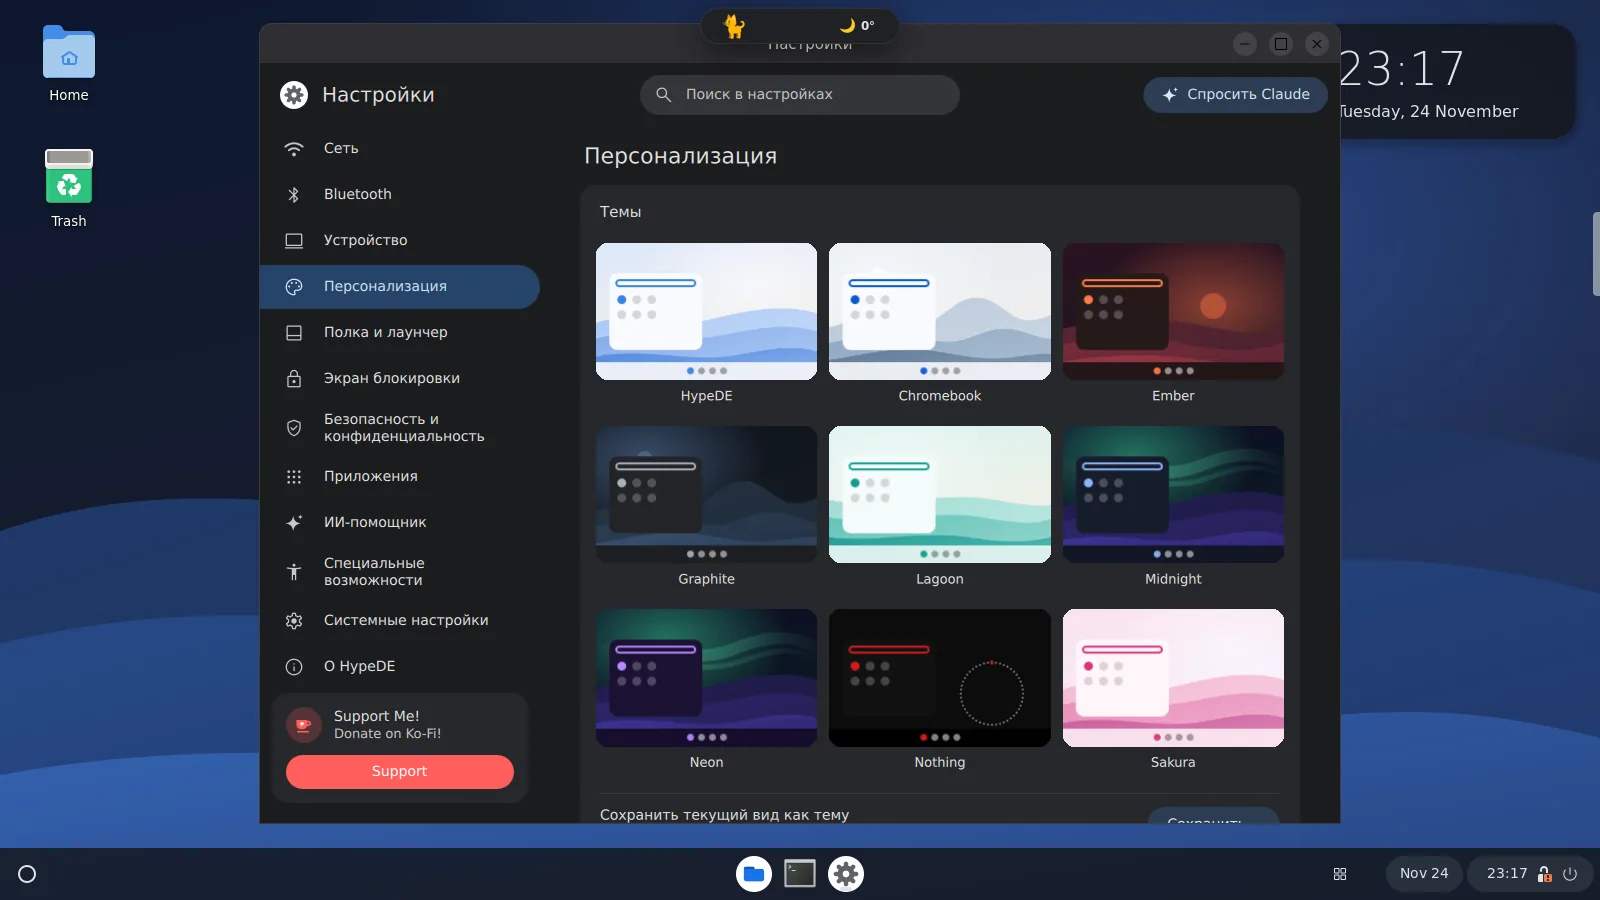 Home
Trash
0°
Настройки
23:17
Tuesday, 24 November
Настройки
Поиск в настройках
Спросить Claude
Сеть
Bluetooth
Устройство
Персонализация
Полка и лаунчер
Экран блокировки
Безопасность и
конфиденциальность
Приложения
ИИ-помощник
Специальные
возможности
Системные настройки
О HypeDE
Support Me!
Donate on Ko-Fi!
Support
Персонализация
Темы
HypeDE
Chromebook
Ember
Graphite
Lagoon
Midnight
Neon
Nothing
Sakura
Сохранить текущий вид как тему
Сохранить...
Nov 24
23:17